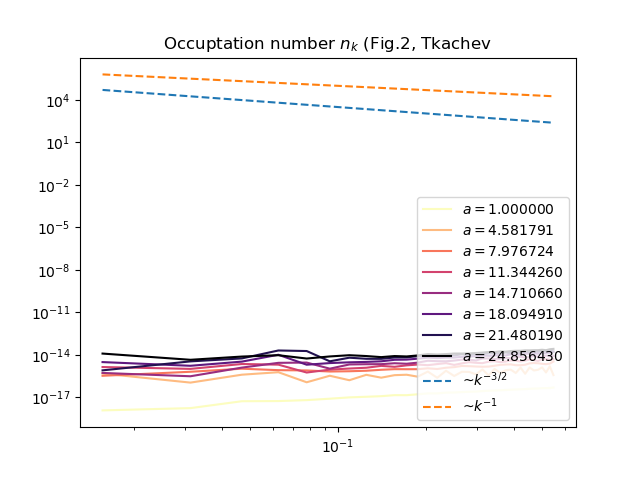 Occuptation number $n_k$ (Fig.2, Tkachev
10^4
10^1
10^{-2}
10^{-5}
10^{-8}
10^{-11}
10^{-14}
10^{-17}
a = 1.000000
a = 4.581791
a = 7.976724
a = 11.344260
a = 14.710660
a = 18.094910
a = 21.480190
a = 24.856430
~k^{-3/2}
~k^{-1}
10^{-1}